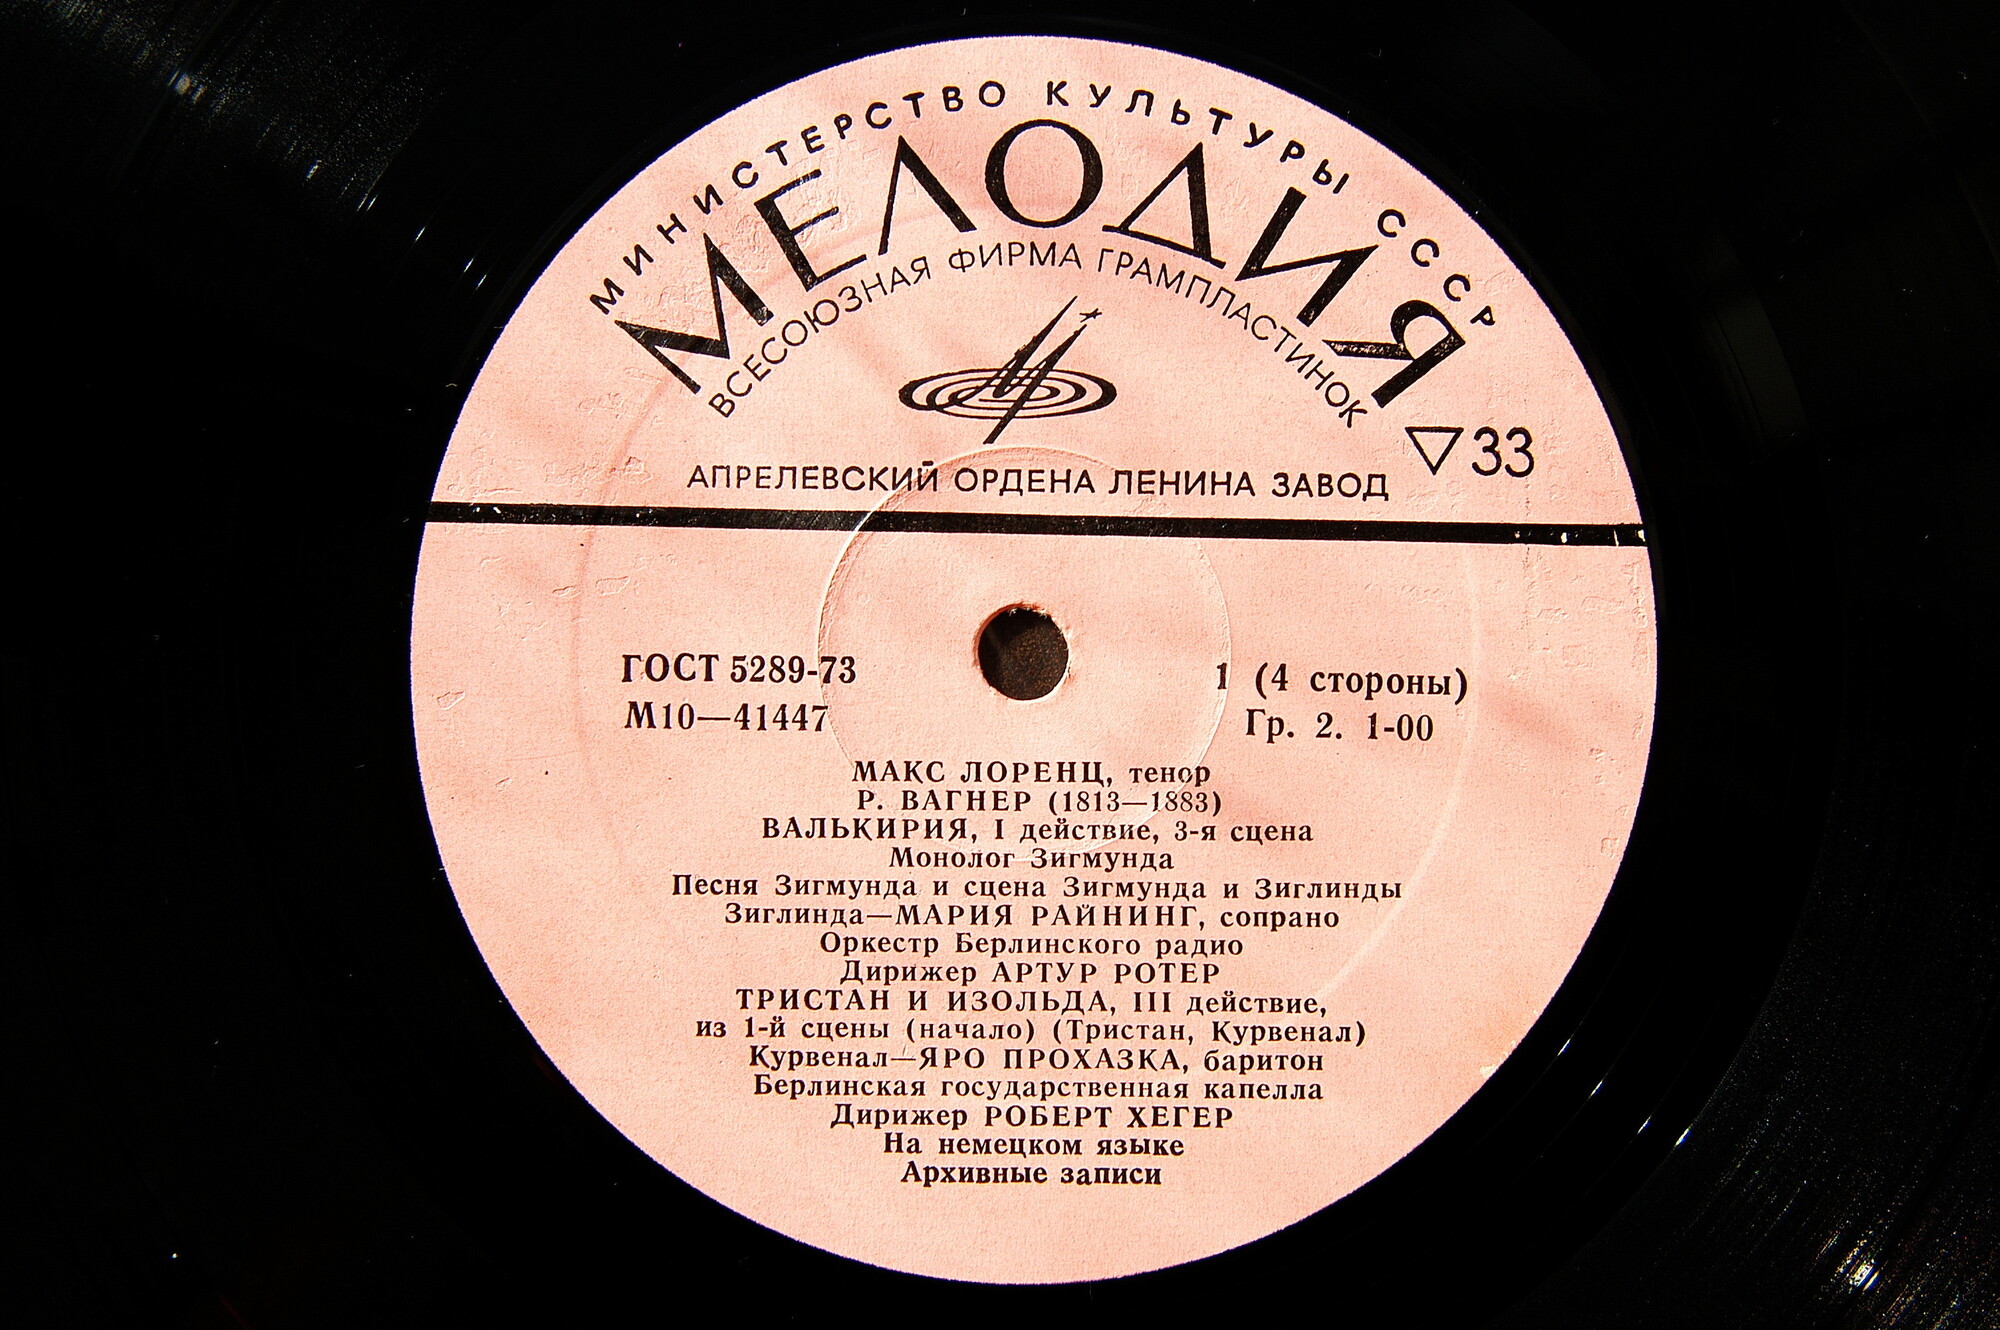 МИНИСТЕРСТВО КУЛЬТУРЫ СССР
МЕЛОДИЯ
ВСЕСОЮЗНАЯ ФИРМА ГРАМПЛАСТИНОК
▽33
АПРЕЛЕВСКИЙ ОРДЕНА ЛЕНИНА ЗАВОД
ГОСТ 5289-73
1 (4 стороны)
М10—41447
Гр. 2. 1-00
МАКС ЛОРЕНЦ, тенор
Р. ВАГНЕР (1813—1883)
ВАЛЬКИРИЯ, I действие, 3-я сцена
Монолог Зигмунда
Песня Зигмунда и сцена Зигмунда и Зиглинды
Зиглинда—МАРИЯ РАЙНИНГ, сопрано
Оркестр Берлинского радио
Дирижер АРТУР РОТЕР
ТРИСТАН И ИЗОЛЬДА, III действие,
из 1-й сцены (начало) (Тристан, Курвенал)
Курвенал—ЯРО ПРОХАЗКА, баритон
Берлинская государственная капелла
Дирижер РОБЕРТ ХЕГЕР
На немецком языке
Архивные записи